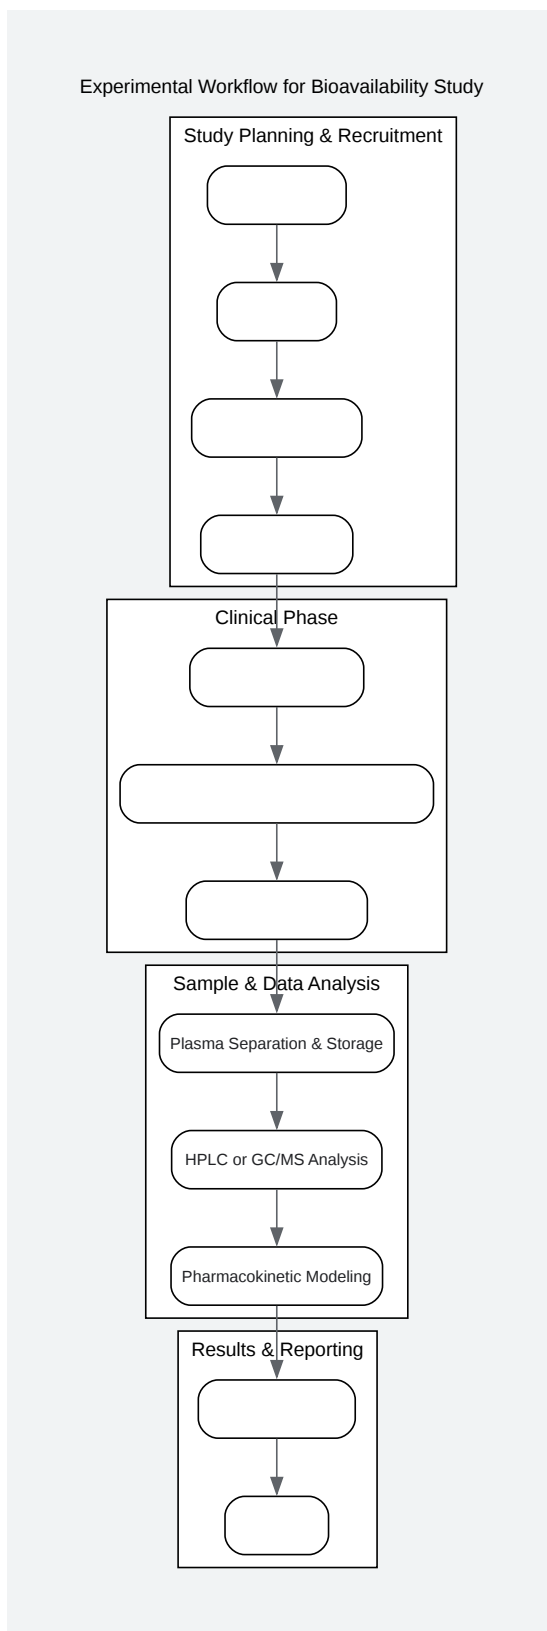 Experimental Workflow for Bioavailability Study
Study Planning & Recruitment
Clinical Phase
Sample & Data Analysis
Plasma Separation & Storage
HPLC or GC/MS Analysis
Pharmacokinetic Modeling
Results & Reporting